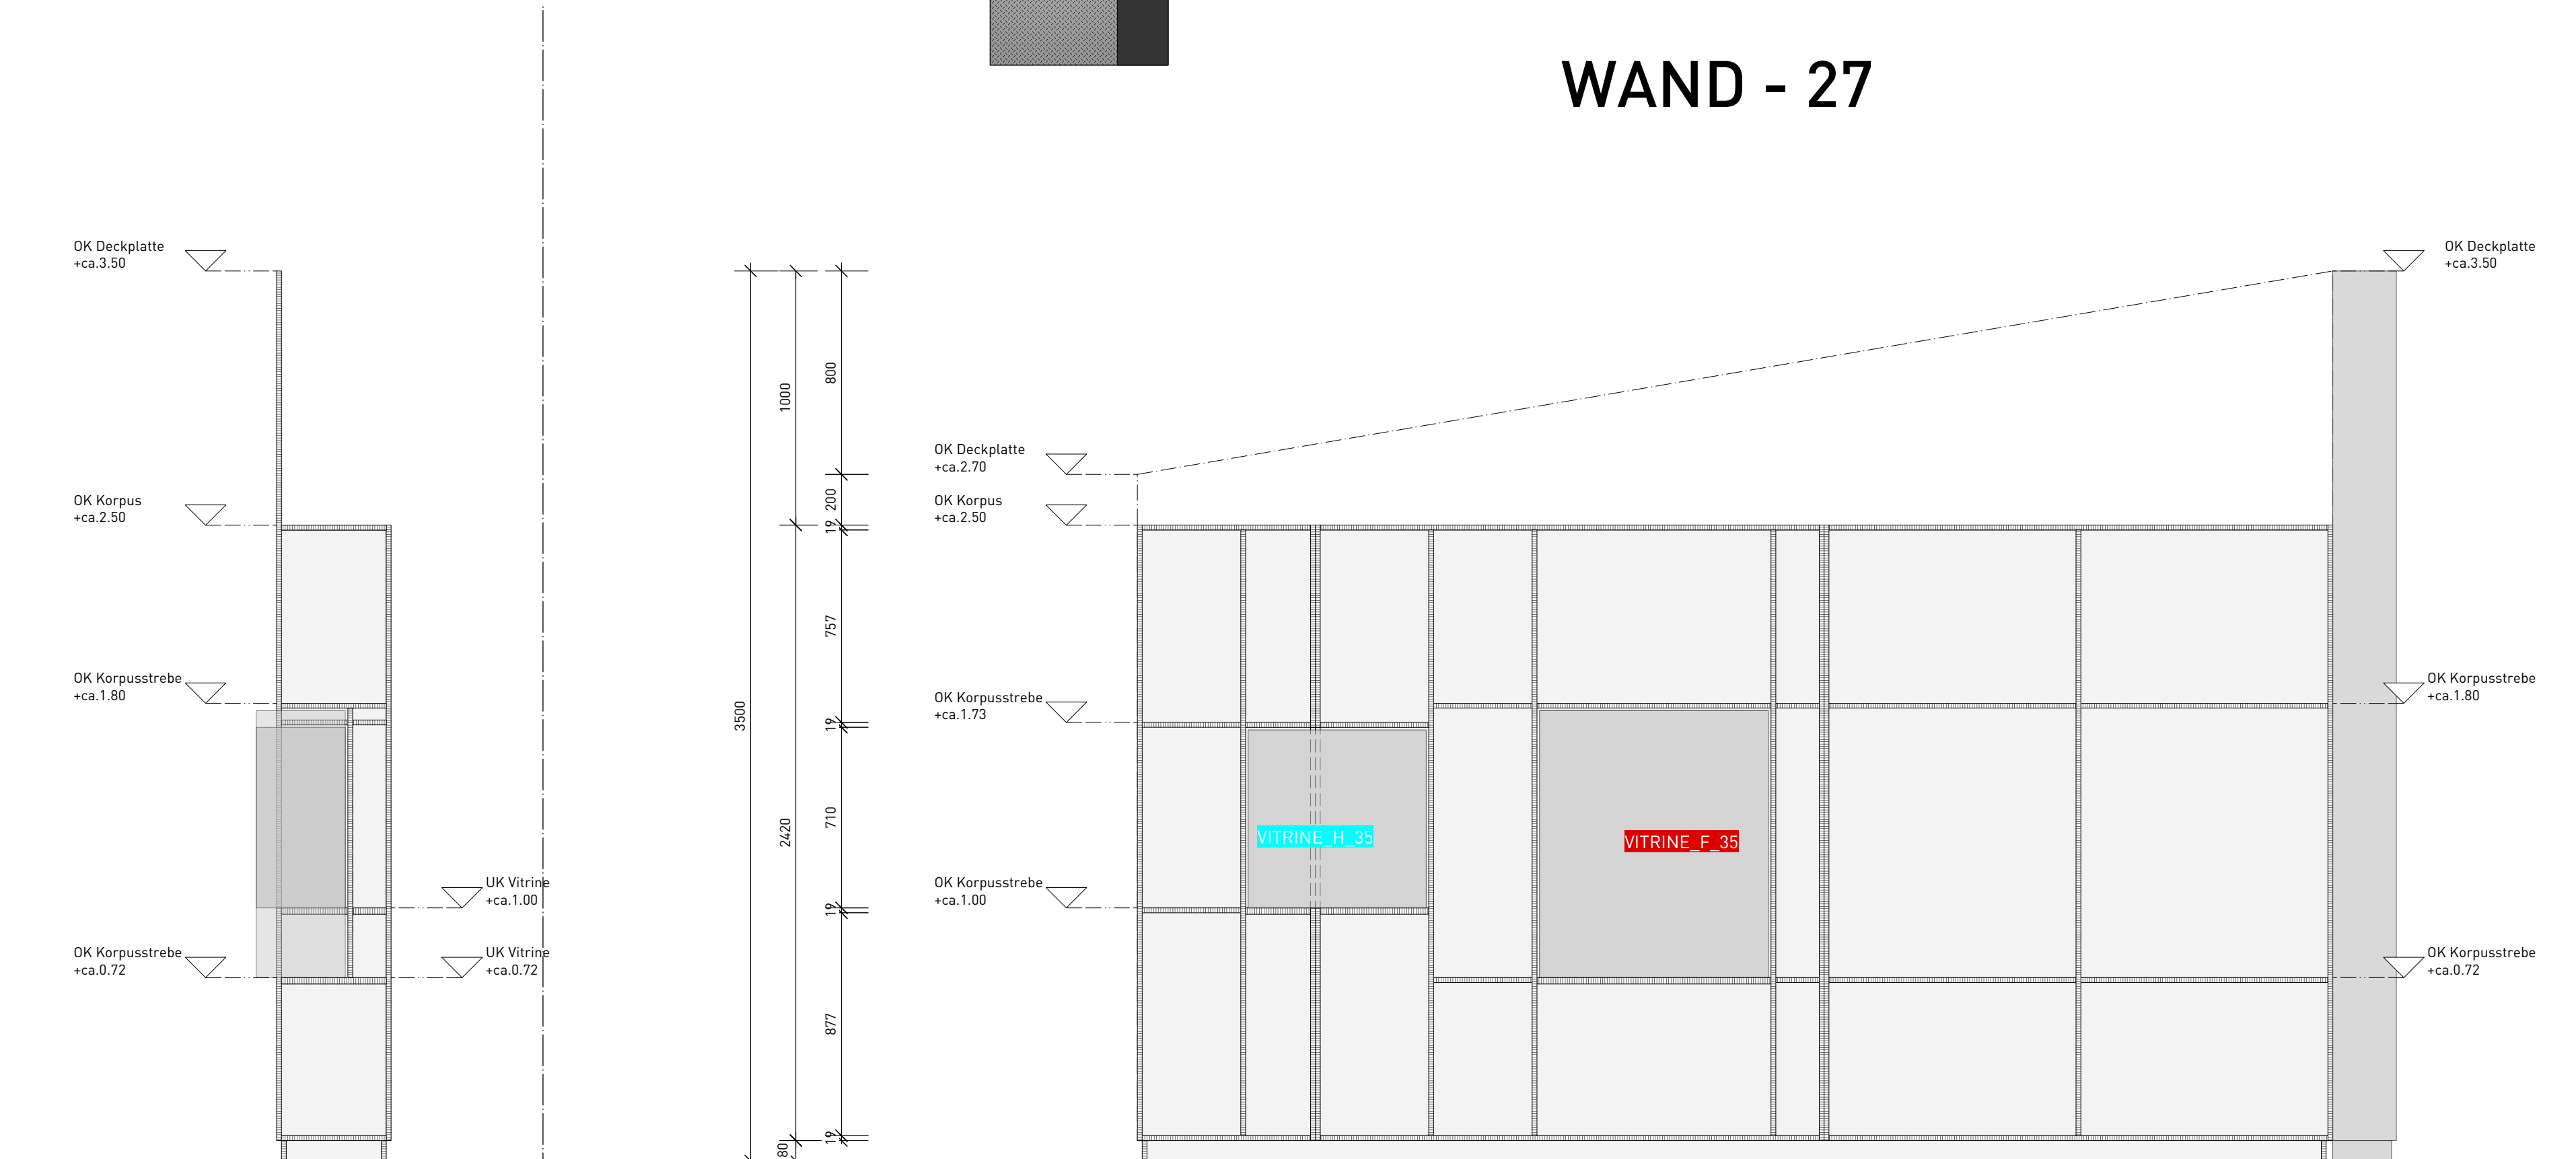 WAND - 27
OK Deckplatte
+ca.3.50
OK Korpus
+ca.2.50
OK Korpusstrebe
+ca.1.80
UK Vitrine
+ca.1.00
OK Korpusstrebe
+ca.0.72
UK Vitrine
+ca.0.72
3500
1000
2420
80
800
200
19
757
19
710
19
877
19
OK Deckplatte
+ca.2.70
OK Korpus
+ca.2.50
OK Korpusstrebe
+ca.1.73
OK Korpusstrebe
+ca.1.00
VITRINE_H_35
VITRINE_F_35
OK Deckplatte
+ca.3.50
OK Korpusstrebe
+ca.1.80
OK Korpusstrebe
+ca.0.72